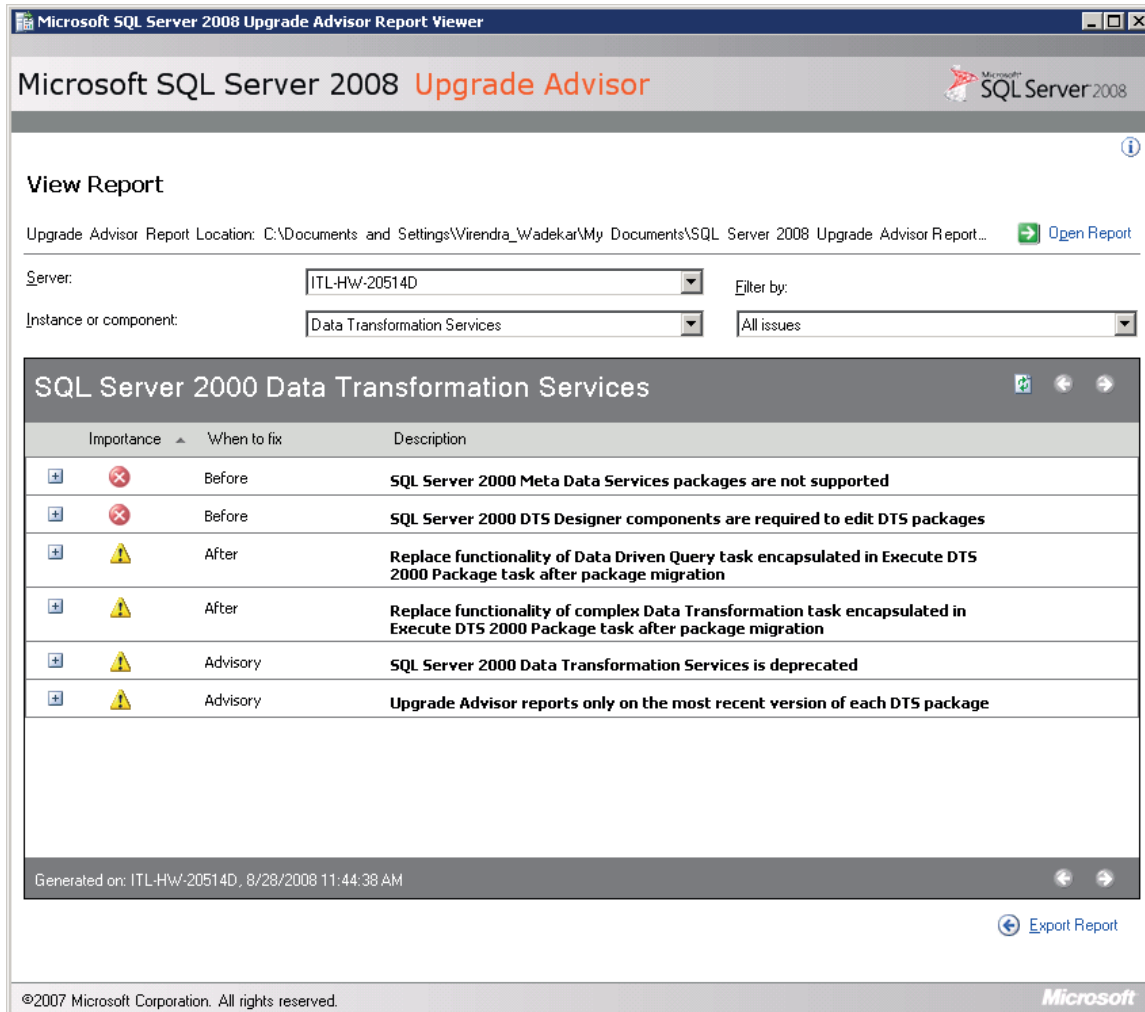 Microsoft SQL Server 2008 Upgrade Advisor Report Viewer
Microsoft SQL Server 2008 Upgrade Advisor
Microsoft
SQL Server 2008
View Report
Upgrade Advisor Report Location: C:\Documents and Settings\Virendra_Wadekar\My Documents\SQL Server 2008 Upgrade Advisor Report...
Open Report
Server:
ITL-HW-20514D
Filter by:
Instance or component:
Data Transformation Services
All issues
SQL Server 2000 Data Transformation Services
Importance When to fix Description
Before SQL Server 2000 Meta Data Services packages are not supported
Before SQL Server 2000 DTS Designer components are required to edit DTS packages
After Replace functionality of Data Driven Query task encapsulated in Execute DTS
2000 Package task after package migration
After Replace functionality of complex Data Transformation task encapsulated in
Execute DTS 2000 Package task after package migration
Advisory SQL Server 2000 Data Transformation Services is deprecated
Advisory Upgrade Advisor reports only on the most recent version of each DTS package
Generated on: ITL-HW-20514D, 8/28/2008 11:44:38 AM
Export Report
©2007 Microsoft Corporation. All rights reserved.
Microsoft